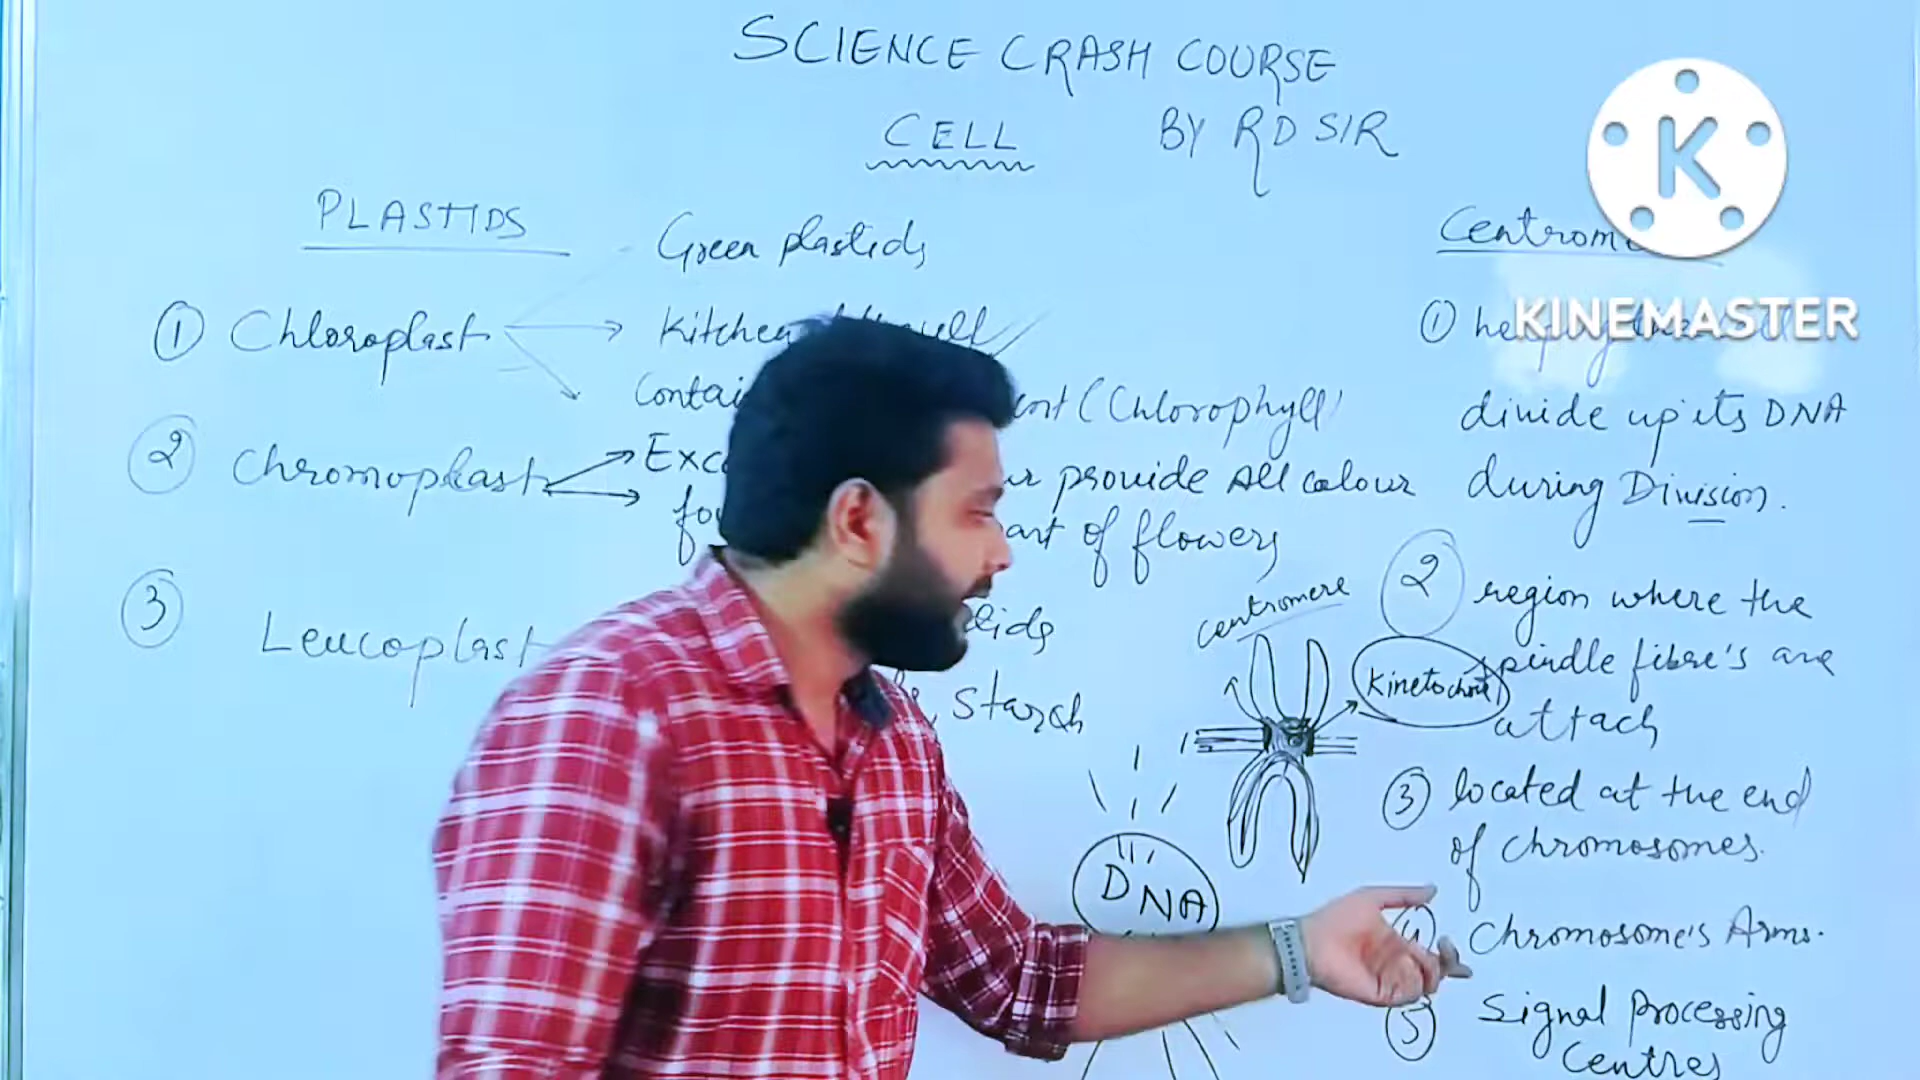 SCIENCE CRASH COURSE
CELL BY RD SIR
PLASTIDS
Green plastids
① Chloroplast
Kitchen
Contai
(Chlorophyll)
② Chromoplast
Exc
provide All colour
of flowers
③ Leucoplast
starch
centromere
Kinetochore
DNA
Centrom
①
divide up its DNA
during Division.
② region where the
spindle fibre's are
attach
③ located at the end
of chromosomes.
④ Chromosome's Arms.
⑤ Signal Processing
Centres
K
KINEMASTER